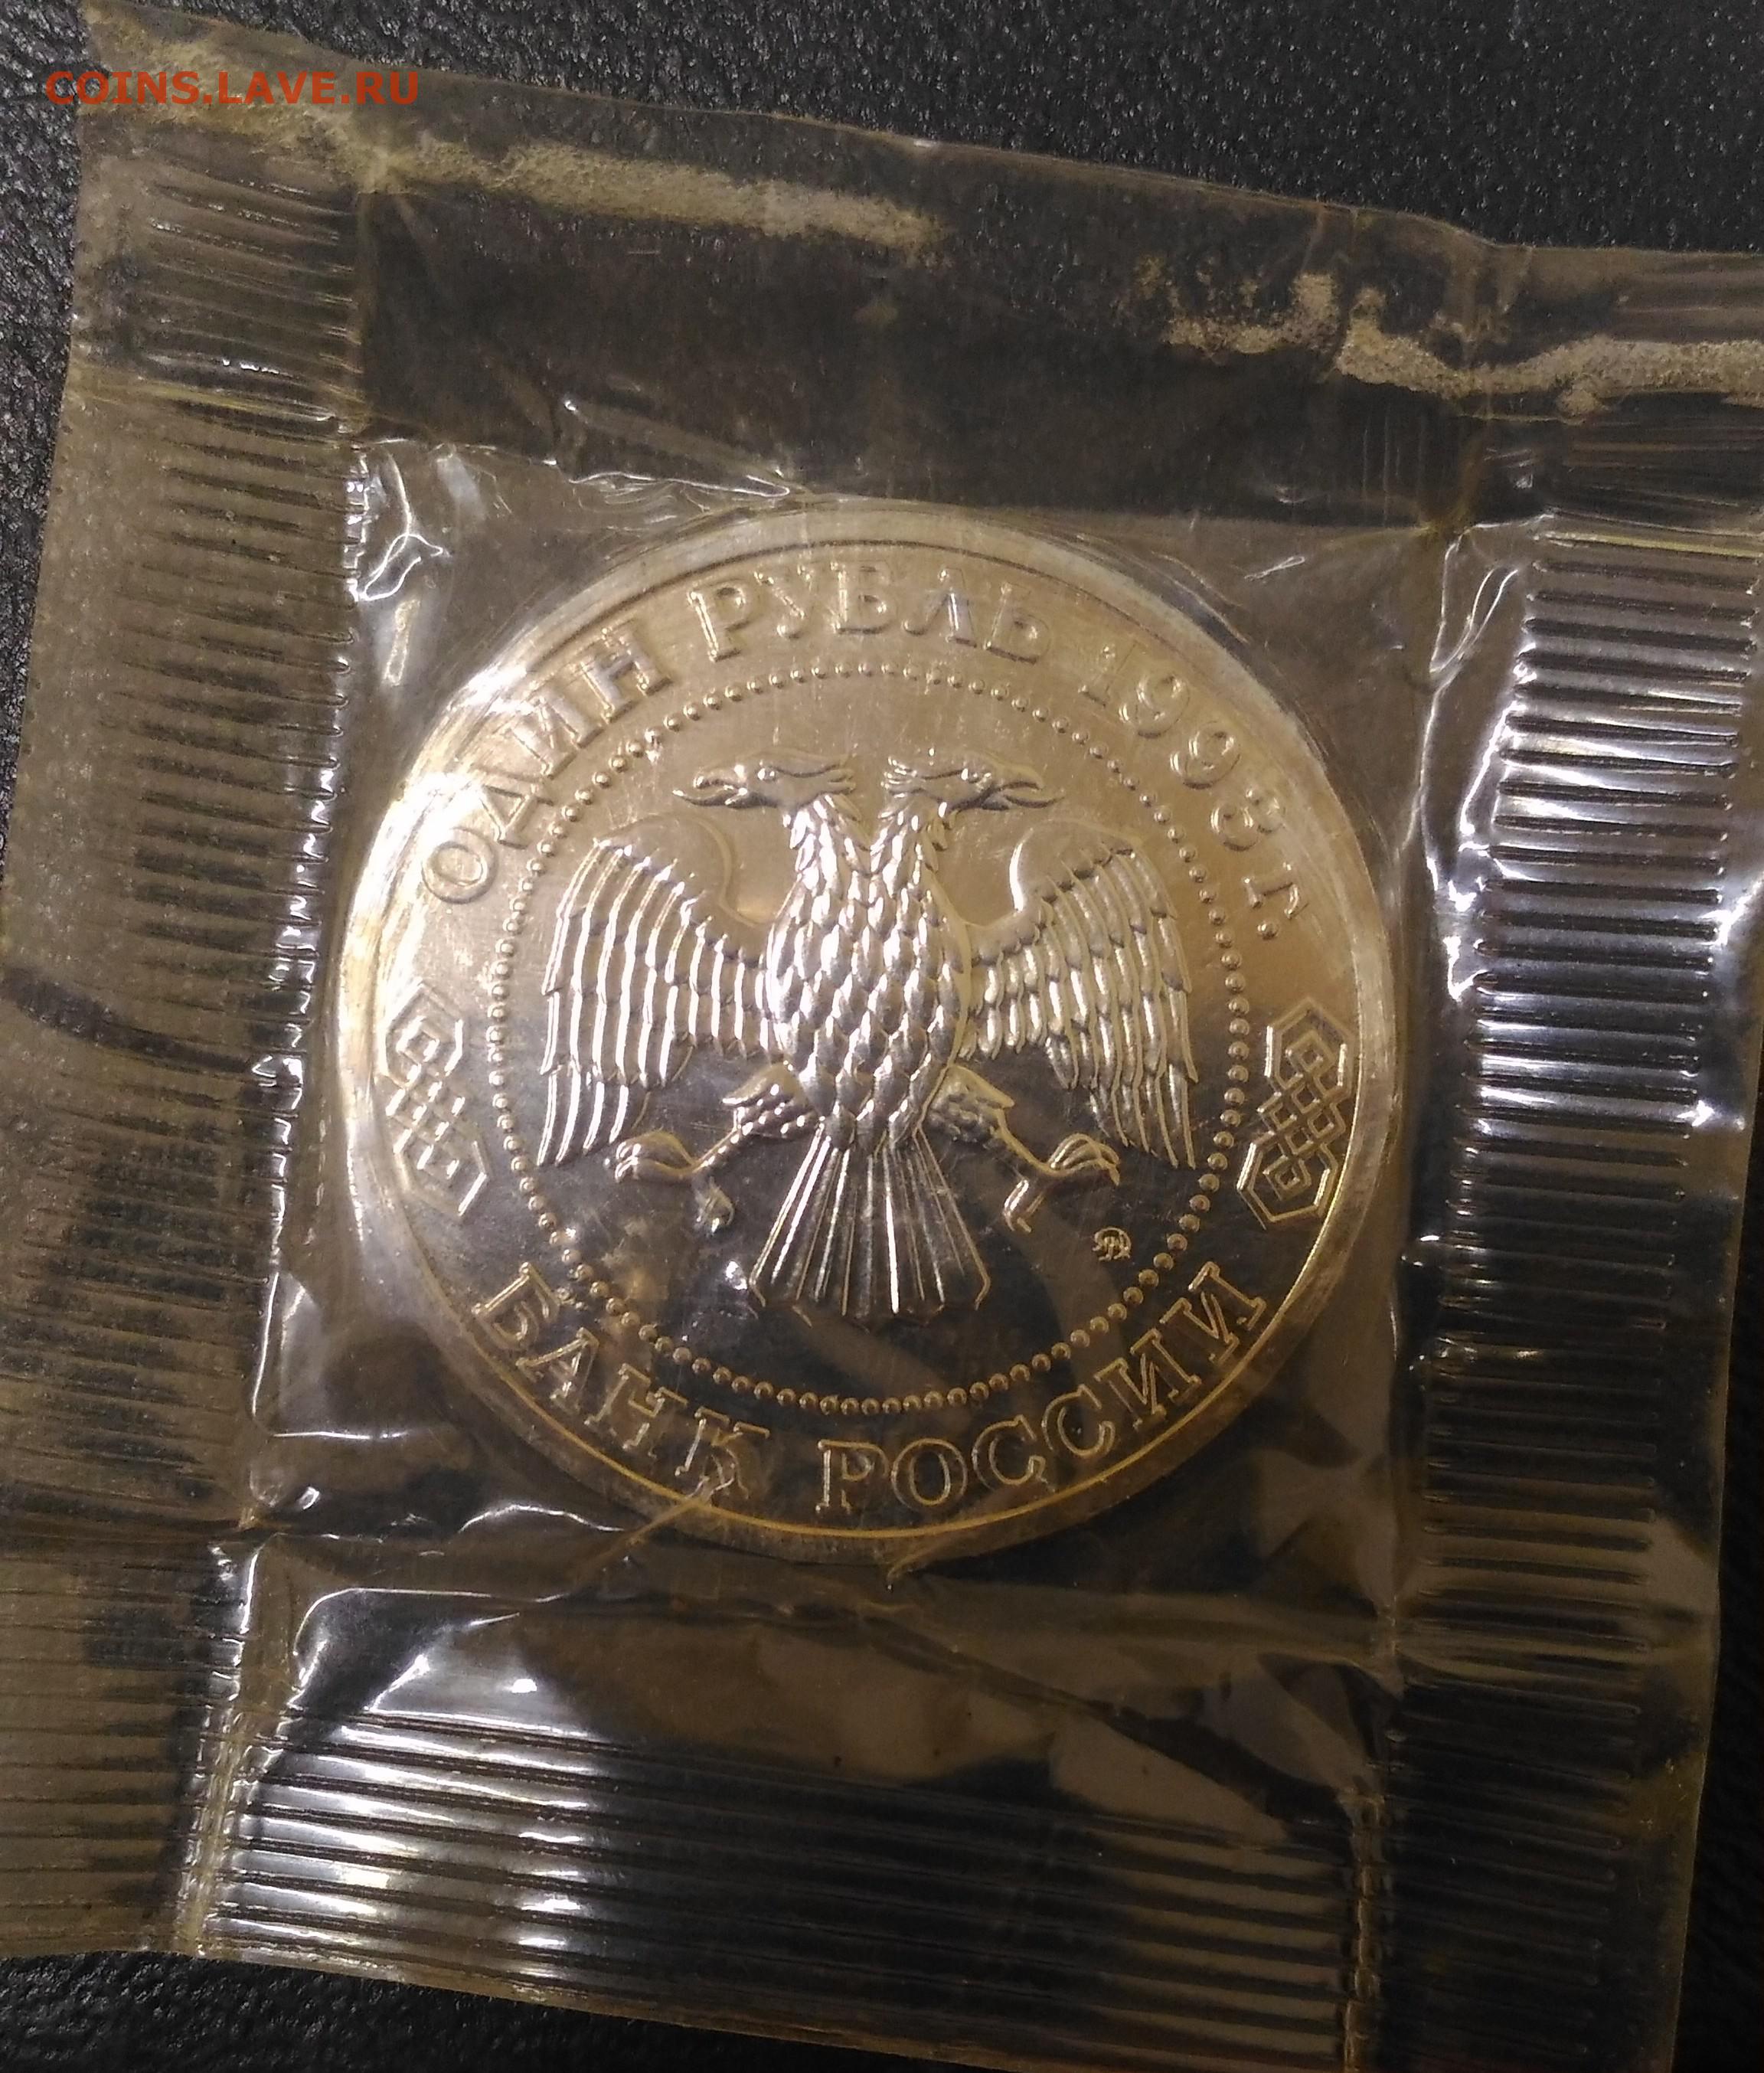 COINS.LAVE.RU
ОДИН РУБЛЬ 1993 г.
БАНК РОССИИ